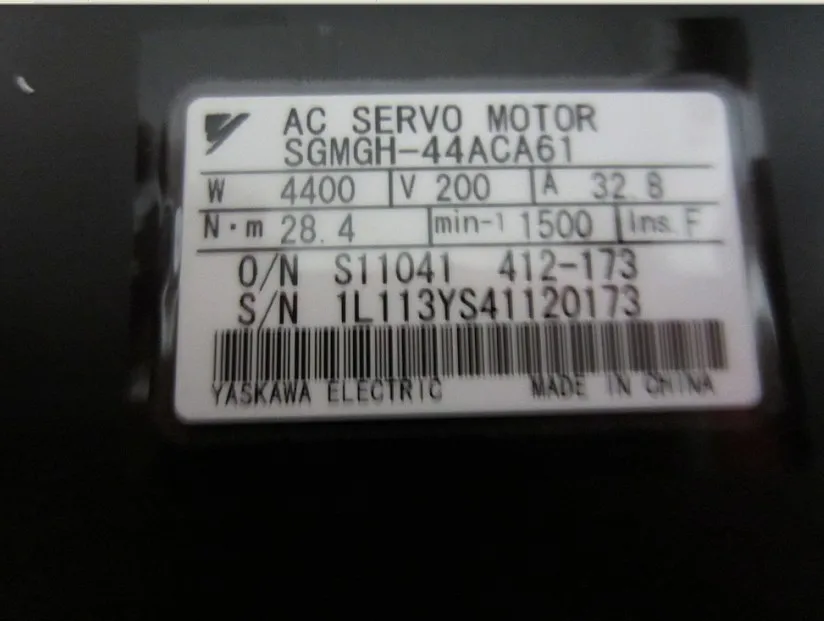 AC SERVO MOTOR
SGMGH-44ACA61
W 4400 V 200 A 32.8
N·m 28.4 min-1 1500 Ins. F
O/N S11041 412-173
S/N 1L113YS41120173
YASKAWA ELECTRIC MADE IN CHINA